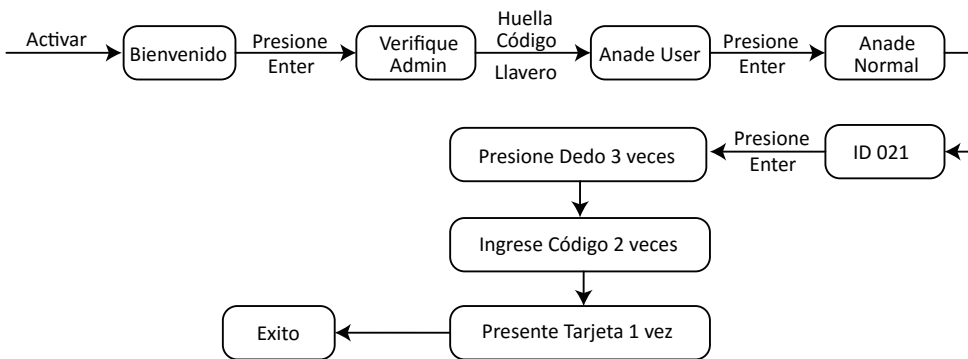 Activar
Bienvenido
Presione
Enter
Verifique
Admin
Huella
Código
Llavero
Anade User
Presione
Enter
Anade
Normal
ID 021
Presione
Enter
Presione Dedo 3 veces
Ingrese Código 2 veces
Presente Tarjeta 1 vez
Exito